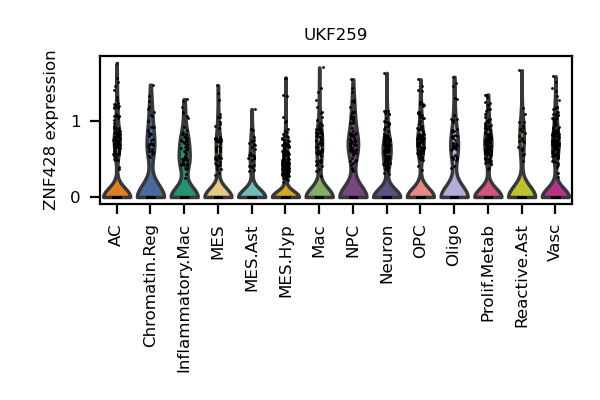 UKF259
ZNF428 expression
1
0
AC
Chromatin.Reg
Inflammatory.Mac
MES
MES.Ast
MES.Hyp
Mac
NPC
Neuron
OPC
Oligo
Prolif.Metab
Reactive.Ast
Vasc